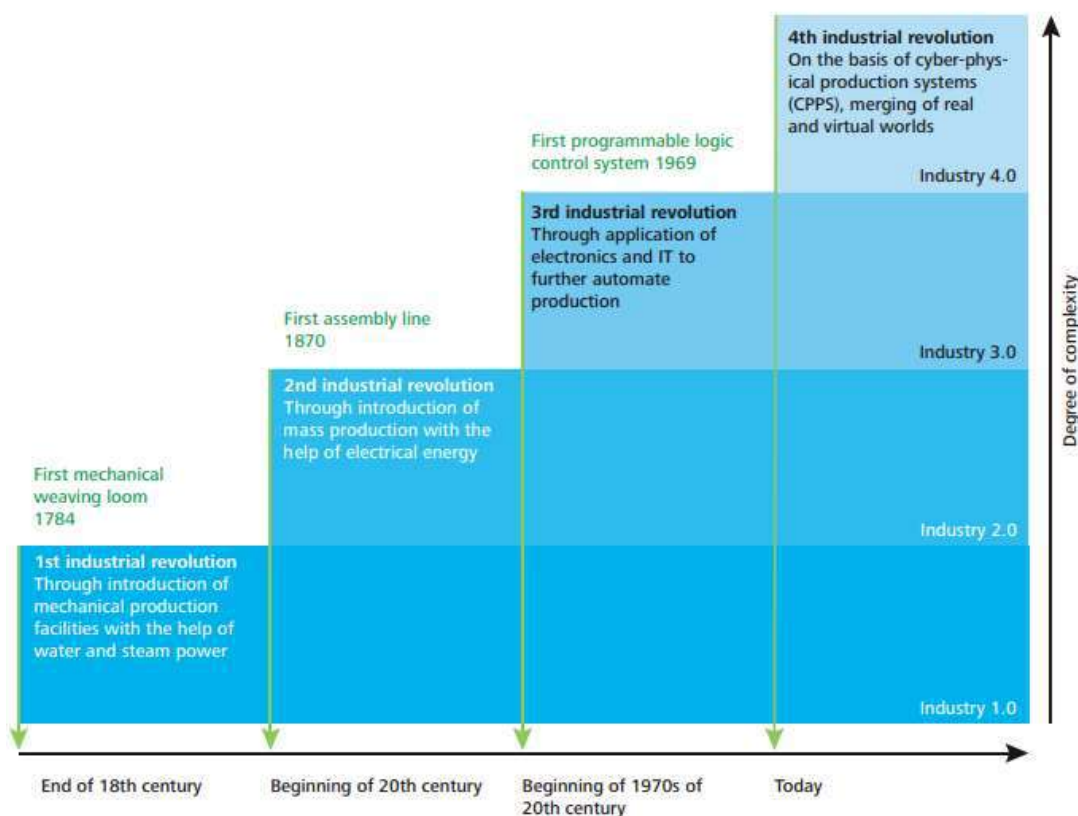 4th industrial revolution
On the basis of cyber-phys-
ical production systems
(CPPS), merging of real
and virtual worlds
Industry 4.0
First programmable logic
control system 1969
3rd industrial revolution
Through application of
electronics and IT to
further automate
production
Industry 3.0
First assembly line
1870
2nd industrial revolution
Through introduction of
mass production with the
help of electrical energy
Industry 2.0
First mechanical
weaving loom
1784
1st industrial revolution
Through introduction of
mechanical production
facilities with the help of
water and steam power
Industry 1.0
Degree of complexity
End of 18th century
Beginning of 20th century
Beginning of 1970s of
20th century
Today